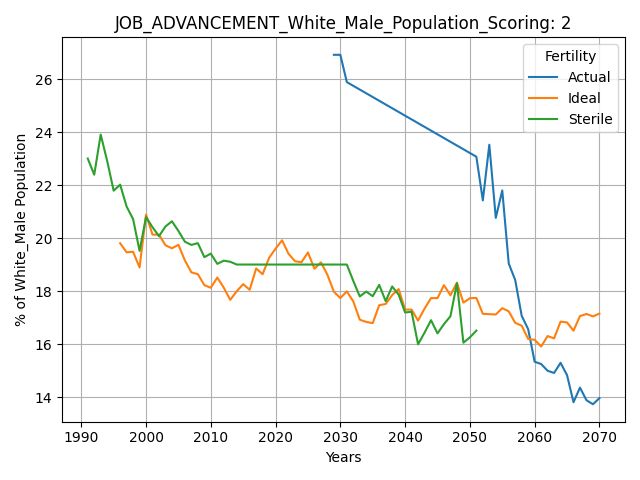 JOB_ADVANCEMENT_White_Male_Population_Scoring: 2
% of White_Male Population
26
24
22
20
18
16
14
Fertility
Actual
Ideal
Sterile
1990 2000 2010 2020 2030 2040 2050 2060 2070
Years